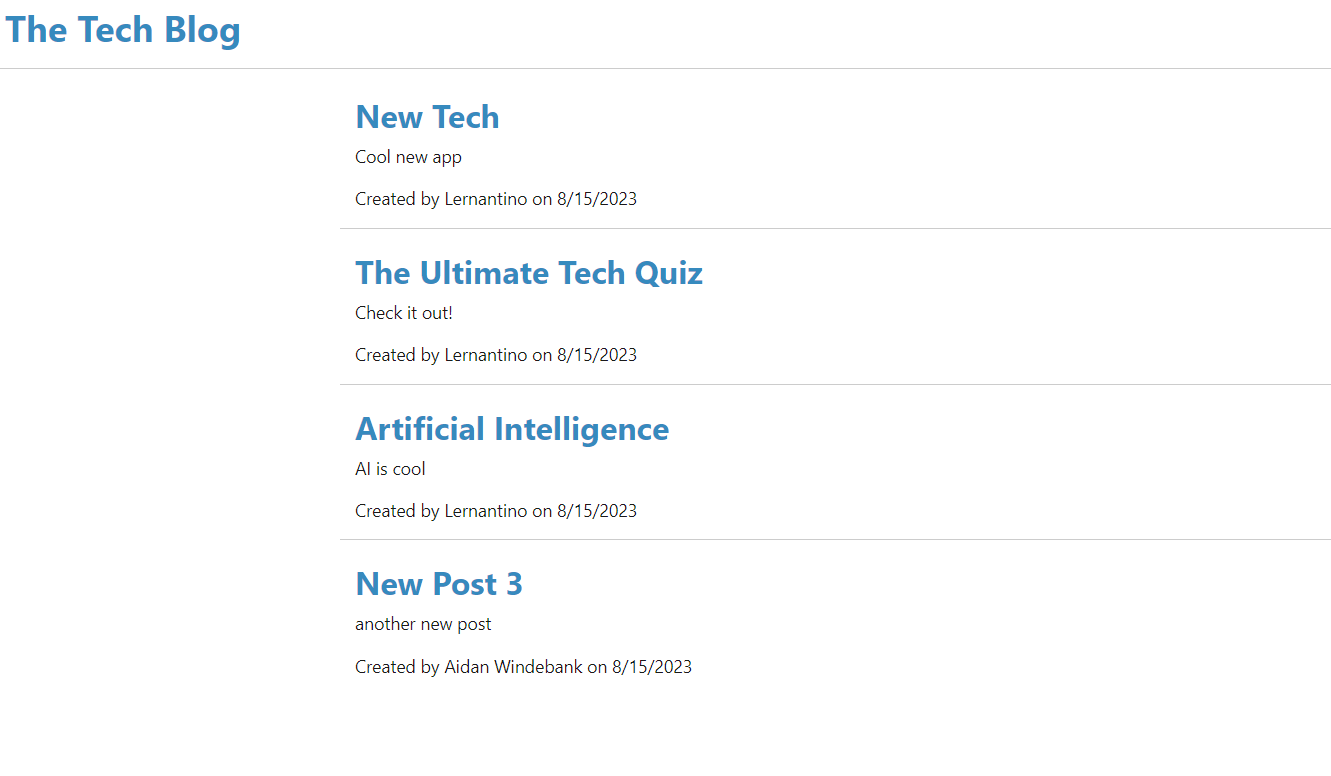 The Tech Blog
New Tech
Cool new app
Created by Lernantino on 8/15/2023
The Ultimate Tech Quiz
Check it out!
Created by Lernantino on 8/15/2023
Artificial Intelligence
AI is cool
Created by Lernantino on 8/15/2023
New Post 3
another new post
Created by Aidan Windebank on 8/15/2023